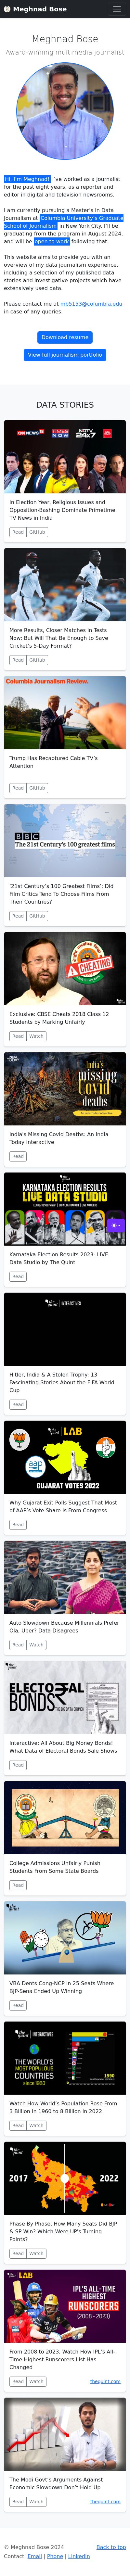 Meghnad Bose
Meghnad Bose
Award-winning multimedia journalist
Hi, I'm Meghnad! I've worked as a journalist
for the past eight years, as a reporter and
editor in digital and television newsrooms.
I am currently pursuing a Master's in Data
Journalism at Columbia University's Graduate
School of Journalism in New York City. I'll be
graduating from the program in August 2024,
and will be open to work following that.
This website aims to provide you with an
overview of my data journalism experience,
including a selection of my published data
stories and investigative projects which have
used data extensively.
Please contact me at mb5153@columbia.edu
in case of any queries.
Download resume
View full journalism portfolio
DATA STORIES
CNN NEWS18
TIMES NOW
NDTV 24x7
In Election Year, Religious Issues and
Opposition-Bashing Dominate Primetime
TV News in India
Read GitHub
More Results, Closer Matches in Tests
Now: But Will That Be Enough to Save
Cricket's 5-Day Format?
Read GitHub
Columbia Journalism Review.
Trump Has Recaptured Cable TV's
Attention
Read GitHub
BBC
The 21st Century's 100 greatest films
'21st Century's 100 Greatest Films': Did
Film Critics Tend To Choose Films From
Their Countries?
Read GitHub
CHEATING
Exclusive: CBSE Cheats 2018 Class 12
Students by Marking Unfairly
Read Watch
India's
missing
covid
deaths
India's Missing Covid Deaths: An India
Today Interactive
Read
KARNATAKA ELECTION RESULTS
LIVE DATA STUDIO
Karnataka Election Results 2023: LIVE
Data Studio by The Quint
Read
INTERACTIVES
Hitler, India & A Stolen Trophy: 13
Fascinating Stories About the FIFA World
Cup
Read
LAB
aap
Why Gujarat Exit Polls Suggest That Most
of AAP's Vote Share Is From Congress
Read
Auto Slowdown Because Millennials Prefer
Ola, Uber? Data Disagrees
Read Watch
ELECTORAL
BONDS
Interactive: All About Big Money Bonds!
What Data of Electoral Bonds Sale Shows
Read
College Admissions Unfairly Punish
Students From Some State Boards
Read
VBA Dents Cong-NCP in 25 Seats Where
BJP-Sena Ended Up Winning
Read
INTERACTIVES
THE WORLD'S
MOST
POPULOUS
COUNTRIES
SINCE 1960
1990
Watch How World's Population Rose From
3 Billion in 1960 to 8 Billion in 2022
Read Watch
2017
2022
Phase By Phase, How Many Seats Did BJP
& SP Win? Which Were UP's Turning
Points?
Read Watch
IPL'S ALL-TIME
HIGHEST
RUNSCORERS
(2008-2023)
From 2008 to 2023, Watch How IPL's All-
Time Highest Runscorers List Has
Changed
Read Watch thequint.com
The Modi Govt's Arguments Against
Economic Slowdown Don't Hold Up
Read Watch thequint.com
© Meghnad Bose 2024 Back to top
Contact: Email | Phone | LinkedIn